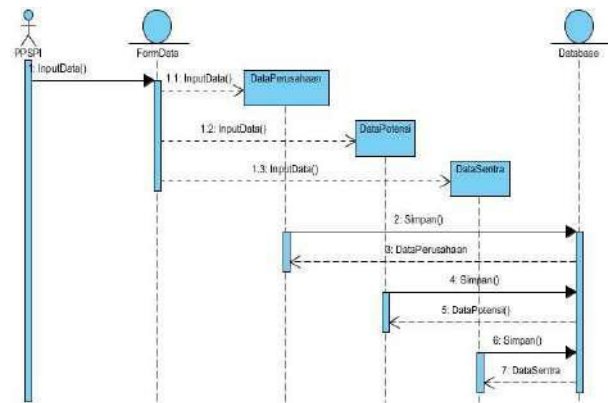 PPSPI
FormData
Database
1: InputData()
1.1: InputData()
DataPerusahaan
1.2: InputData()
DataPotensi
1.3: InputData()
DataSentra
2: Simpan()
3: DataPerusahaan
4: Simpan()
5: DataPotensi()
6: Simpan()
7: DataSentra